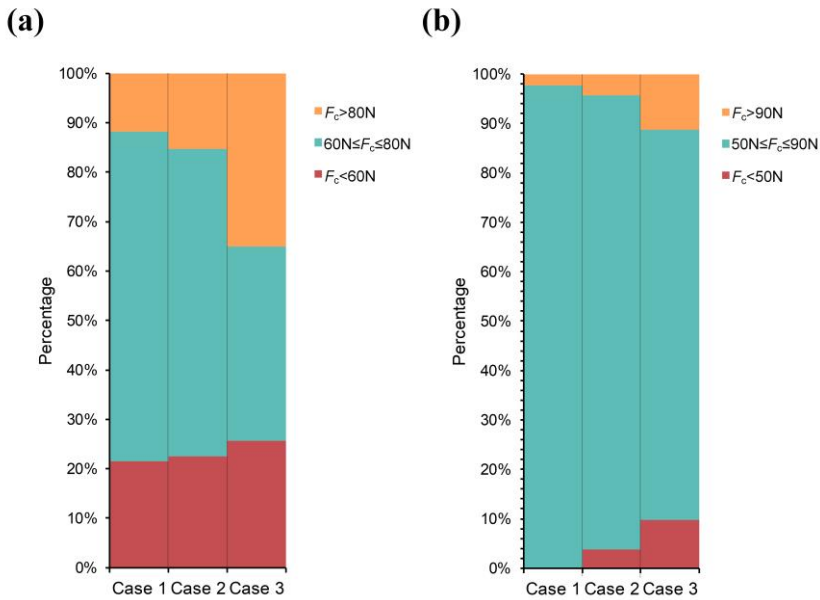 (a)
100%
90%
80%
70%
60%
50%
40%
30%
20%
10%
0%
Percentage
Case 1 Case 2 Case 3
Fc>80N
60N≤Fc≤80N
Fc<60N
(b)
100%
90%
80%
70%
60%
50%
40%
30%
20%
10%
0%
Percentage
Case 1 Case 2 Case 3
Fc>90N
50N≤Fc≤90N
Fc<50N